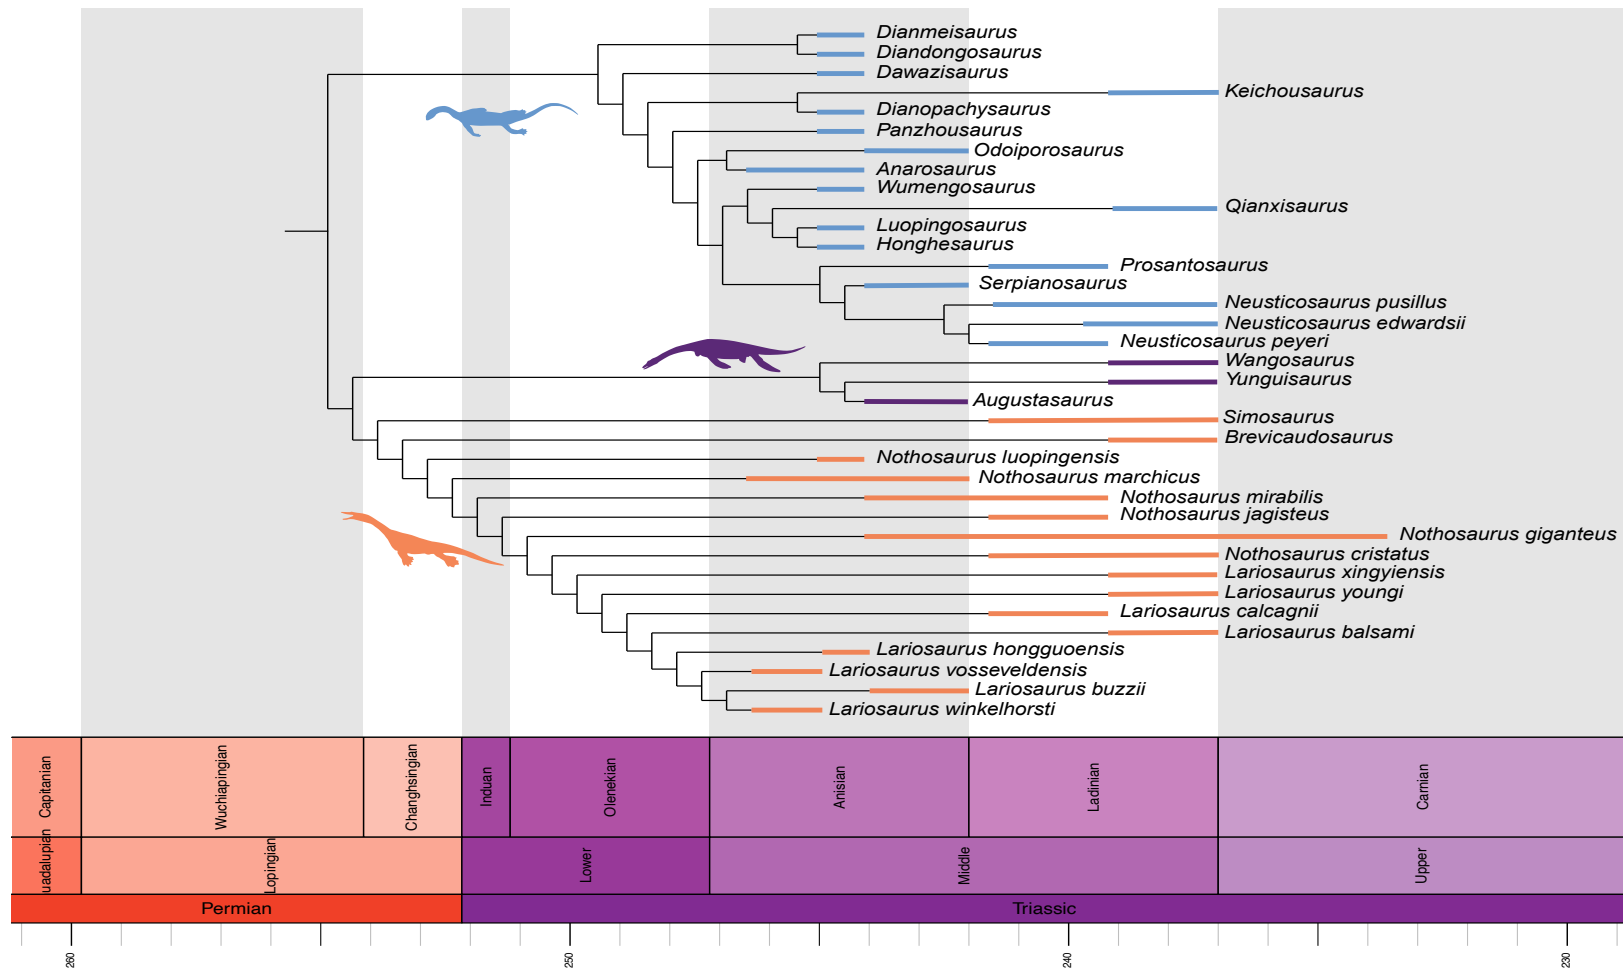 Dianmeisaurus
Diandongosaurus
Dawazisaurus
Keichousaurus
Dianopachysaurus
Panzhousaurus
Odoiporosaurus
Anarosaurus
Wumengosaurus
Qianxisaurus
Luopingosaurus
Honghesaurus
Prosantosaurus
Serpianosaurus
Neusticosaurus pusillus
Neusticosaurus edwardsii
Neusticosaurus peyeri
Wangosaurus
Yunguisaurus
Augustasaurus
Simosaurus
Brevicaudosaurus
Nothosaurus luopingensis
Nothosaurus marchicus
Nothosaurus mirabilis
Nothosaurus jagisteus
Nothosaurus giganteus
Nothosaurus cristatus
Lariosaurus xingyiensis
Lariosaurus youngi
Lariosaurus calcagnii
Lariosaurus balsami
Lariosaurus hongguoensis
Lariosaurus vosseveldensis
Lariosaurus buzzii
Lariosaurus winkelhorsti
Capitanian
Wuchiapingian
Changhsingian
Induan
Olenekian
Anisian
Ladinian
Carnian
uadalupian
Lopingian
Lower
Middle
Upper
Permian
Triassic
260
250
240
230